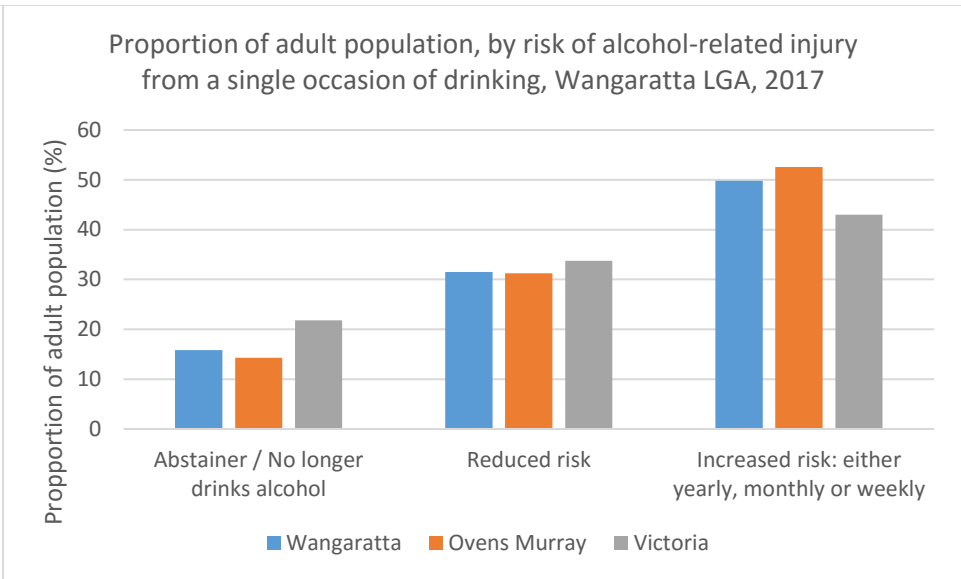 Proportion of adult population, by risk of alcohol-related injury
from a single occasion of drinking, Wangaratta LGA, 2017
Propportion of adult population (%)
60
50
40
30
20
10
0
Abstainer / No longer
drinks alcohol
Reduced risk
Increased risk: either
yearly, monthly or weekly
Wangaratta
Ovens Murray
Victoria